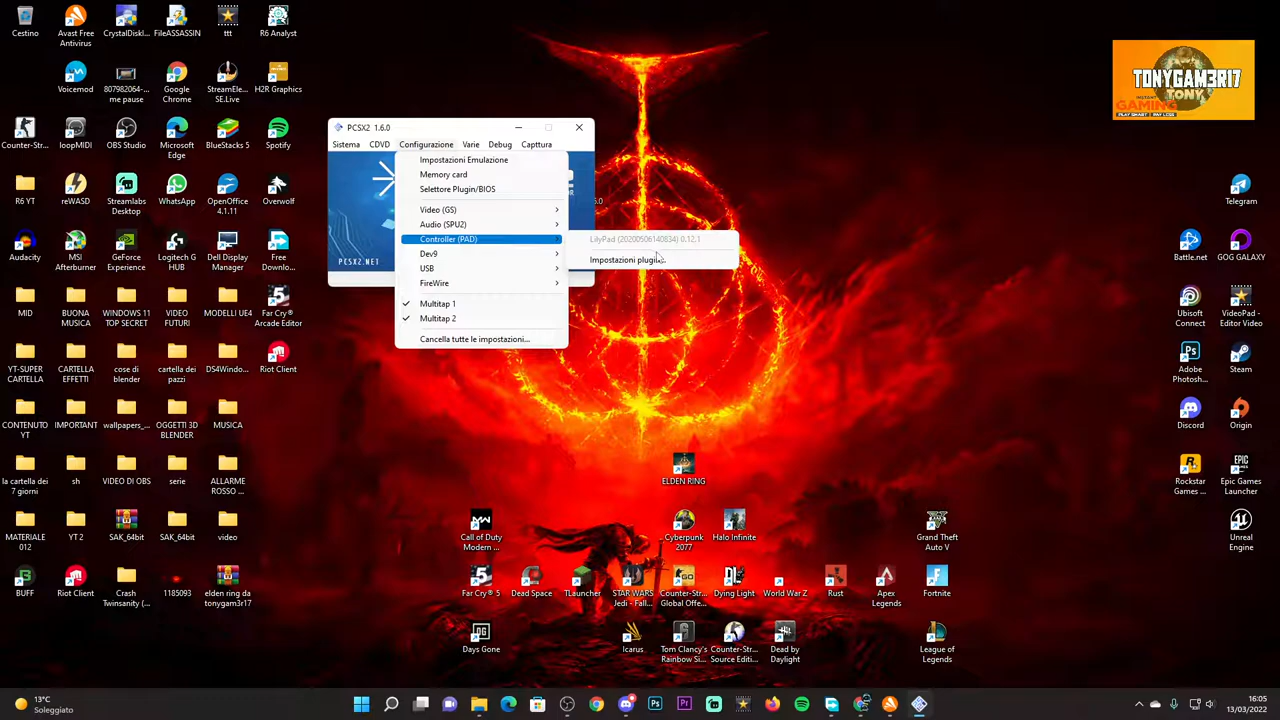 Cestino
Avast Free
Antivirus
CrystalDiskI...
FileASSASSIN
ttt
R6 Analyst
Voicemod
807982064-...
me pause
Google
Chrome
StreamEle...
SE.Live
H2R Graphics
Counter-Str...
loopMIDI
OBS Studio
Microsoft
Edge
BlueStacks 5
Spotify
R6 YT
reWASD
Streamlabs
Desktop
WhatsApp
OpenOffice
4.1.11
Overwolf
Audacity
MSI
Afterburner
GeForce
Experience
Logitech G
HUB
Dell Display
Manager
Discord
MID
BUONA
MUSICA
WINDOWS 11
TOP SECRET
VIDEO
FUTURI
MODELLI UE4
Far Cry®
Arcade Editor
YT-SUPER
CARTELLA
CARTELLA
EFFETTI
cose di
blender
cartella dei
pazzi
DS4Windo...
Riot Client
CONTENUTO
YT
IMPORTANT
wallpapers_...
OGGETTI 3D
BLENDER
MUSICA
la cartella dei
7 giorni
sh
VIDEO DI OBS
serie
ALLARME
ROSSO ...
MATERIALE
012
YT 2
SAK_64bit
SAK_64bit
video
BUFF
Riot Client
Crash
Twinsanity (...
1185093
elden ring da
tonygam3r17
PCSX2 1.6.0
Sistema CDVD Configurazione Varie Debug Capttura
Impostazioni Emulazione
Memory card
Selettore Plugin/BIOS
Video (GS)
Audio (SPU2)
Controller (PAD)
Dev9
USB
FireWire
Multitap 1
Multitap 2
Cancella tutte le impostazioni...
LilyPad (20200506140834) 0.12.1
Impostazioni plugin...
PCSX2.NET
TONYGAM3R17
TONY
INSTANT
GAMING
PLAY SMART | PAY LESS
Telegram
Battle.net
GOG GALAXY
Ubisoft
Connect
VideoPad -
Editor Video
Adobe
Photosh...
Steam
Discord
Origin
Rockstar
Games ...
Epic Games
Launcher
Unreal
Engine
ELDEN RING
Call of Duty
Modern ...
Cyberpunk
2077
Halo Infinite
Grand Theft
Auto V
Far Cry® 5
Dead Space
TLauncher
STAR WARS
Jedi - Fall...
Counter-Str...
Global Offe...
Dying Light
World War Z
Rust
Apex
Legends
Fortnite
Days Gone
Icarus
Tom Clancy's
Rainbow Si...
Counter-Str...
Source Editi...
Dead by
Daylight
League of
Legends
13°C
Soleggiato
16:05
13/03/2022